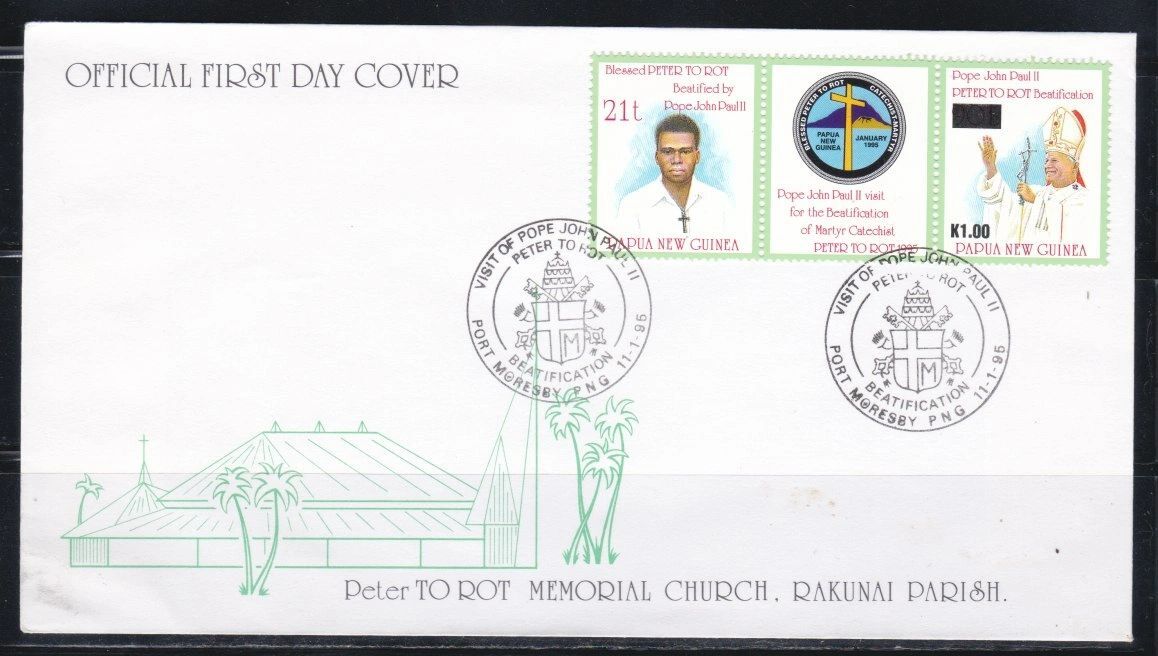 OFFICIAL FIRST DAY COVER
Blessed PETER TO ROT
Beatified by
Pope John Paul II
21t
PAPUA NEW GUINEA
BLESSED PETER TO ROT CATECHIST-MARTYR
PAPUA NEW GUINEA
JANUARY 1995
Pope John Paul II visit
for the Beatification
of Martyr Catechist
PETER TO ROT 1995
Pope John Paul II
PETER TO ROT Beatification
K1.00
PAPUA NEW GUINEA
VISIT OF POPE JOHN PAUL II
PETER TO ROT
M
BEATIFICATION
PORT MORESBY PNG 11-1-95
VISIT OF POPE JOHN PAUL II
PETER TO ROT
M
BEATIFICATION
PORT MORESBY PNG 11-1-95
Peter TO ROT MEMORIAL CHURCH, RAKUNAI PARISH.